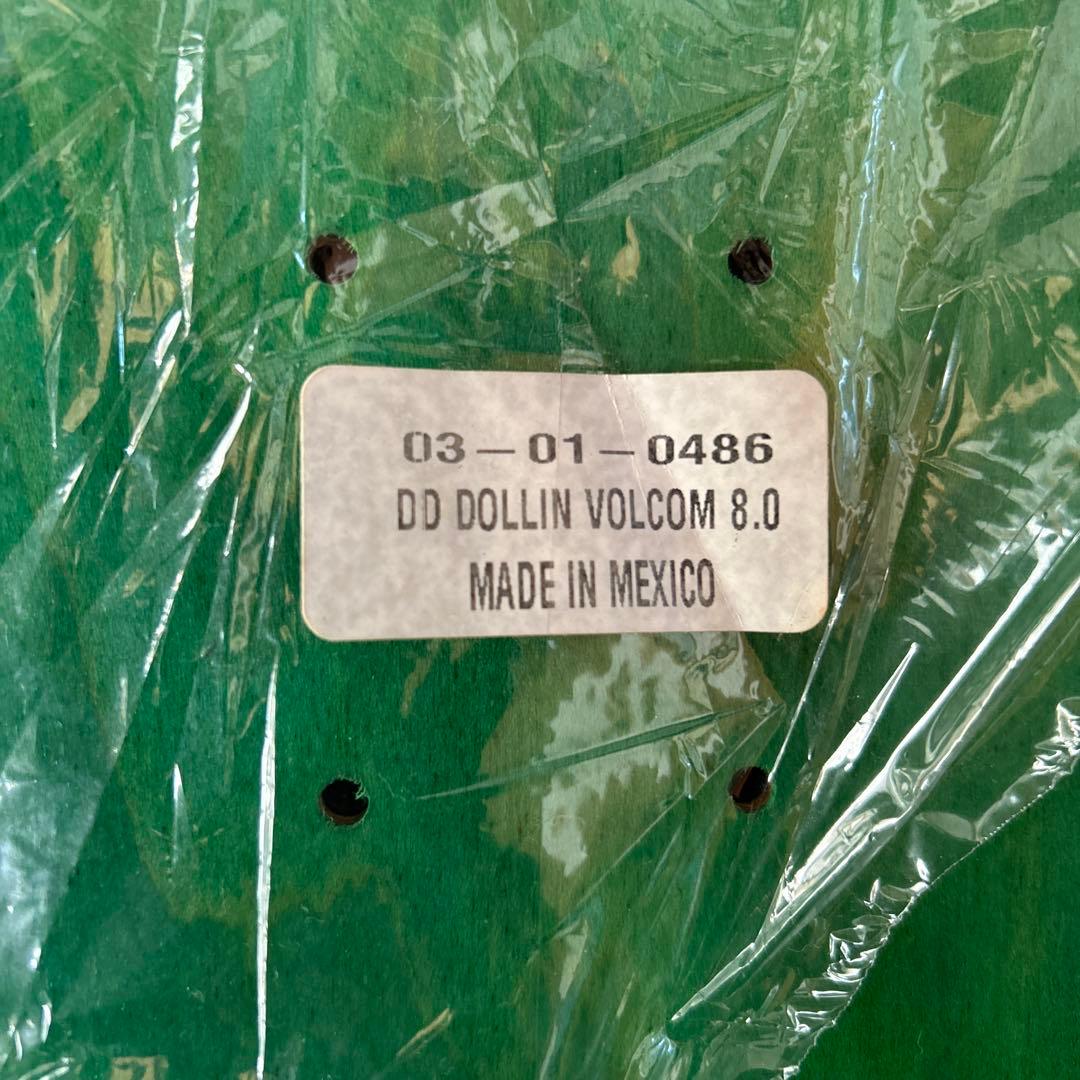 03-01-0486
DD DOLLIN VOLCOM 8.0
MADE IN MEXICO